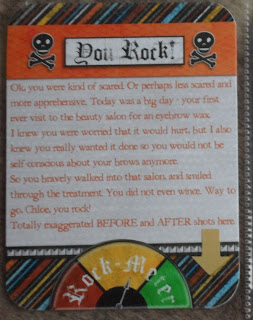 You Rock!
Ok, you were kind of scared. Or perhaps less scared and
more apprehensive. Today was a big day - your first
ever visit to the beauty salon for an eyebrow wax.
I knew you were worried that it would hurt, but I also
knew you really wanted it done so you would not be
self conscious about your brows anymore.
So you bravely walked into that salon, and smiled
through the treatment. You did not even wince. Way to
go, Chloe, you rock!
Totally exaggerated BEFORE and AFTER shots here.
Rock-Meter